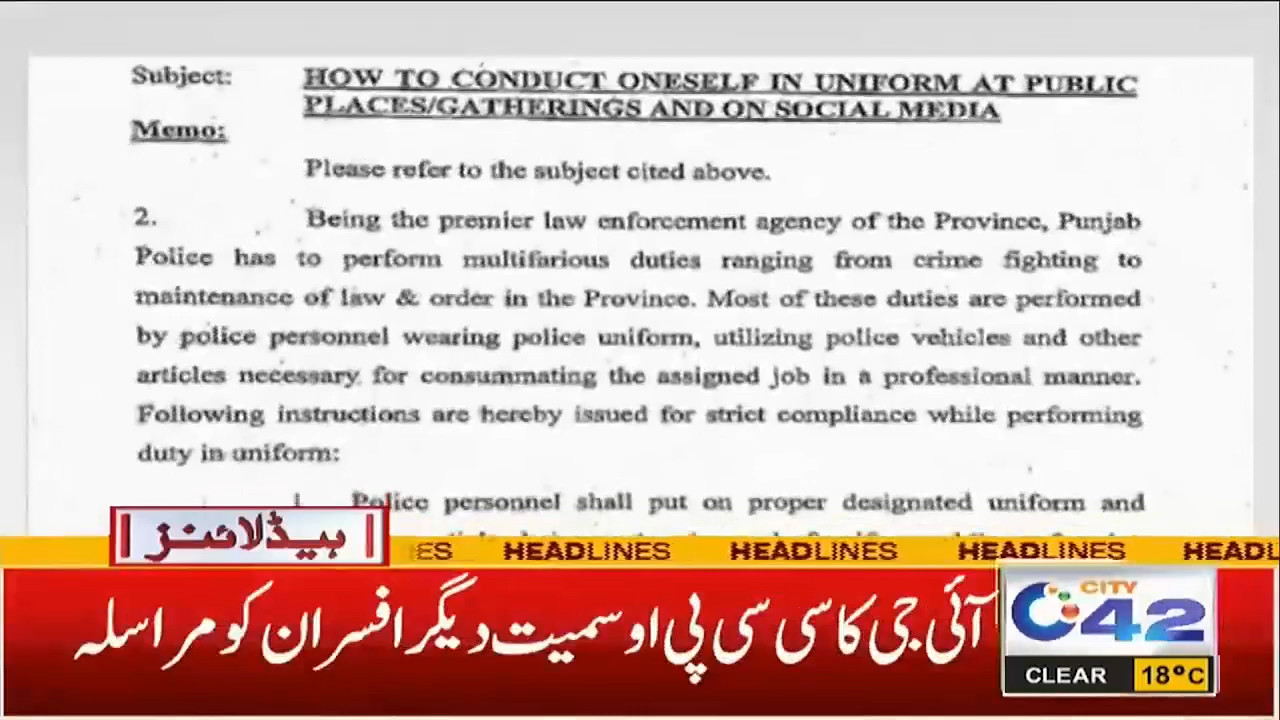 Subject: HOW TO CONDUCT ONESELF IN UNIFORM AT PUBLIC
PLACES/GATHERINGS AND ON SOCIAL MEDIA
Memo:
Please refer to the subject cited above.
2. Being the premier law enforcement agency of the Province, Punjab
Police has to perform multifarious duties ranging from crime fighting to
maintenance of law & order in the Province. Most of these duties are performed
by police personnel wearing police uniform, utilizing police vehicles and other
articles necessary for consummating the assigned job in a professional manner.
Following instructions are hereby issued for strict compliance while performing
duty in uniform:
i. Police personnel shall put on proper designated uniform and
ہیڈلائنز
ES HEADLINES HEADLINES HEADLINES HEADL
آئی جی کا سی سی پی او سمیت دیگر افسران کو مراسلہ
CITY
42
CLEAR 18°C